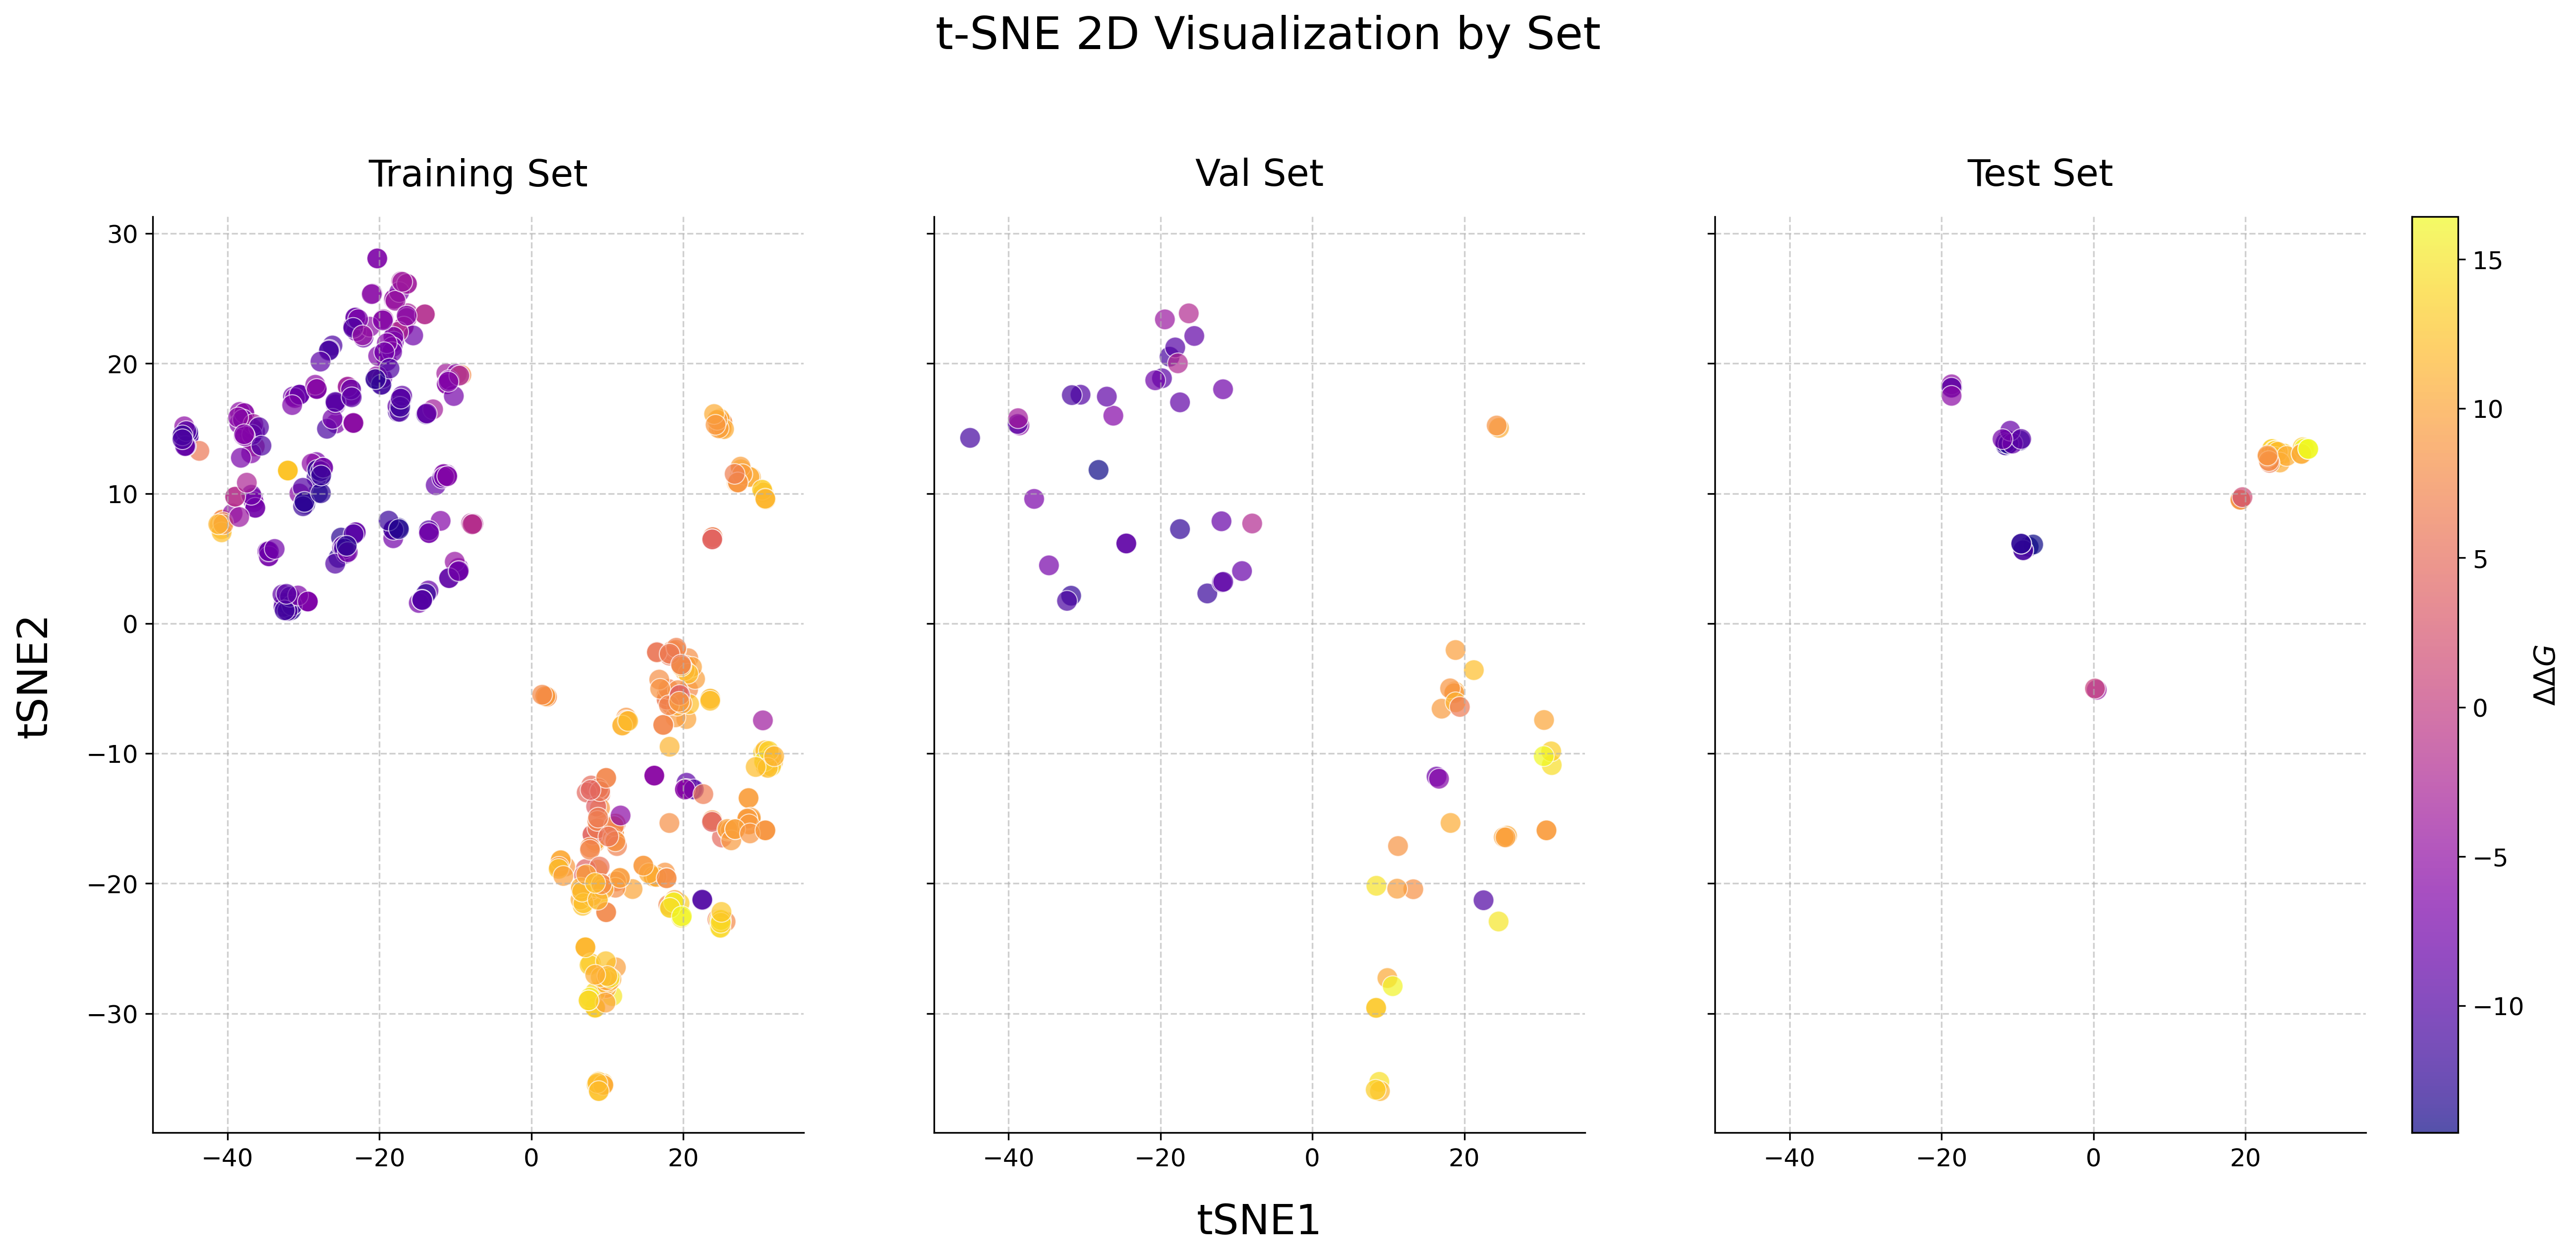 t-SNE 2D Visualization by Set
Training Set
Val Set
Test Set
tSNE2
30
20
10
0
−10
−20
−30
−40 −20 0 20
−40 −20 0 20
−40 −20 0 20
tSNE1
15
10
5
0
−5
−10
ΔΔG